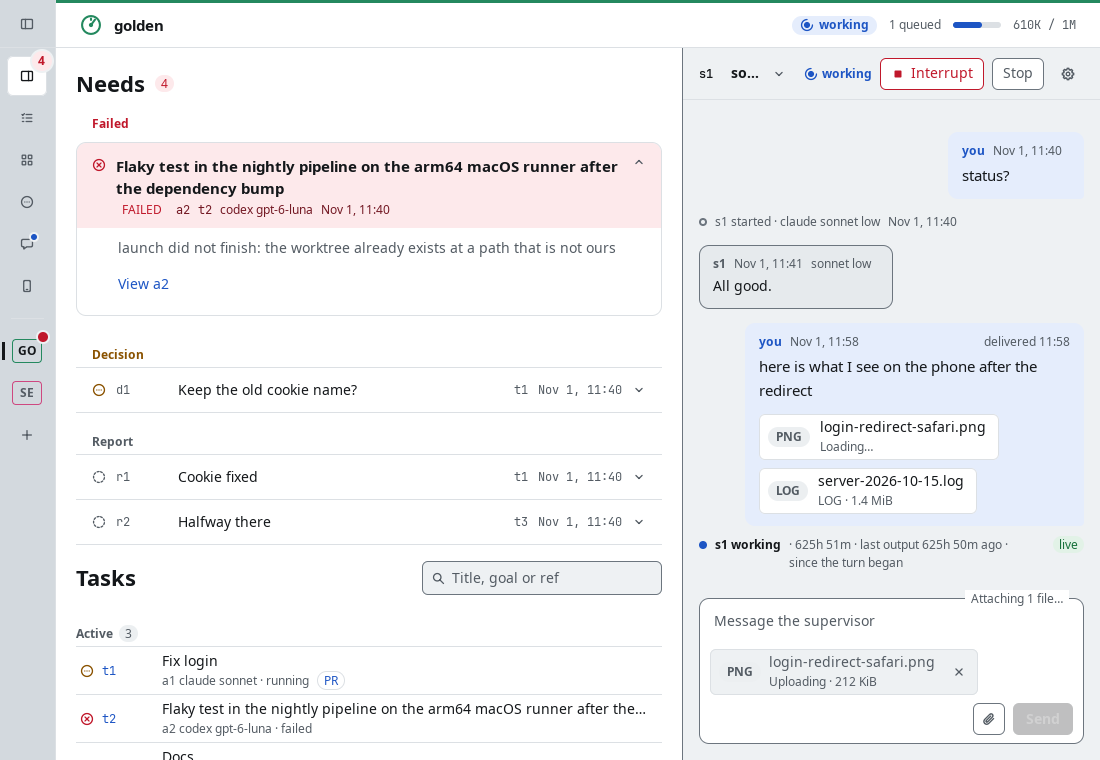 4
GO
SE
golden
working
1 queued
610K / 1M
Needs 4
Failed
Flaky test in the nightly pipeline on the arm64 macOS runner after
the dependency bump
FAILED a2 t2 codex gpt-6-luna Nov 1, 11:40
launch did not finish: the worktree already exists at a path that is not ours
View a2
Decision
d1 Keep the old cookie name? t1 Nov 1, 11:40
Report
r1 Cookie fixed t1 Nov 1, 11:40
r2 Halfway there t3 Nov 1, 11:40
Tasks
Title, goal or ref
Active 3
t1 Fix login
a1 claude sonnet · running PR
t2 Flaky test in the nightly pipeline on the arm64 macOS runner after the…
a2 codex gpt-6-luna · failed
Docs
s1 so… working Interrupt Stop
you Nov 1, 11:40
status?
s1 started · claude sonnet low Nov 1, 11:40
s1 Nov 1, 11:41 sonnet low
All good.
you Nov 1, 11:58 delivered 11:58
here is what I see on the phone after the
redirect
PNG login-redirect-safari.png
Loading…
LOG server-2026-10-15.log
LOG · 1.4 MiB
s1 working · 625h 51m · last output 625h 50m ago · live
since the turn began
Attaching 1 file…
Message the supervisor
PNG login-redirect-safari.png
Uploading · 212 KiB
Send